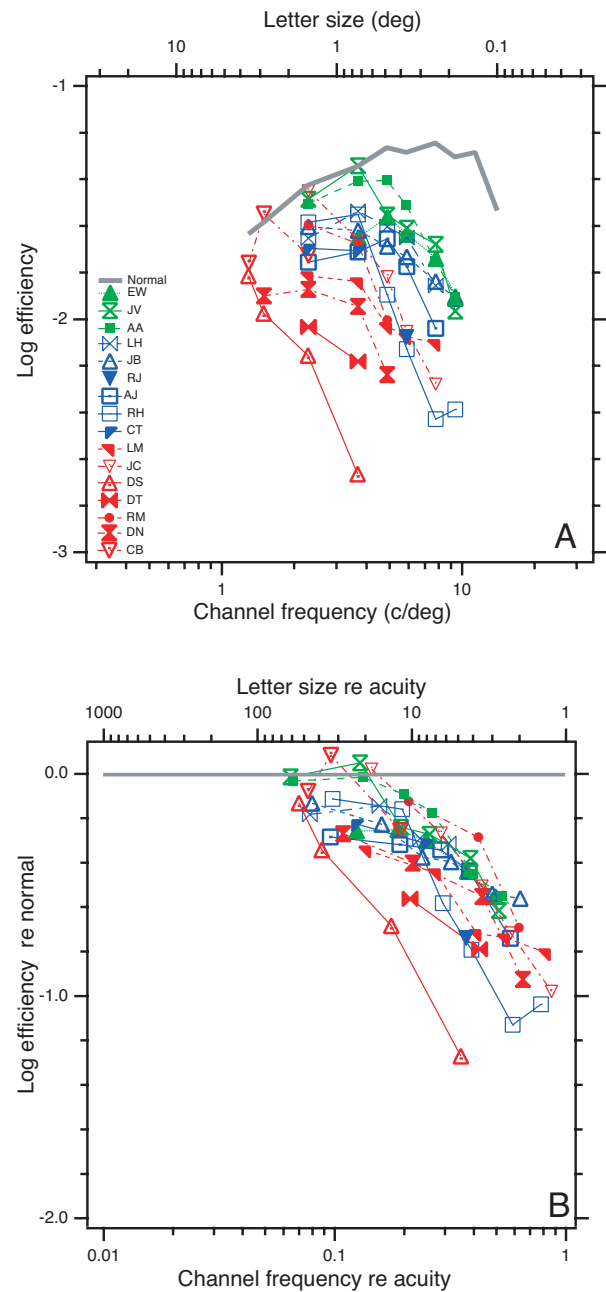 Letter size (deg)
10 1 0.1
-1
-2
-3
Log efficiency
Normal
EW
JV
AA
LH
JB
RJ
AJ
RH
CT
LM
JC
DS
DT
RM
DN
CB
A
1 10
Channel frequency (c/deg)
Letter size re acuity
1000 100 10 1
0.0
-1.0
-2.0
Log efficiency re normal
B
0.01 0.1 1
Channel frequency re acuity